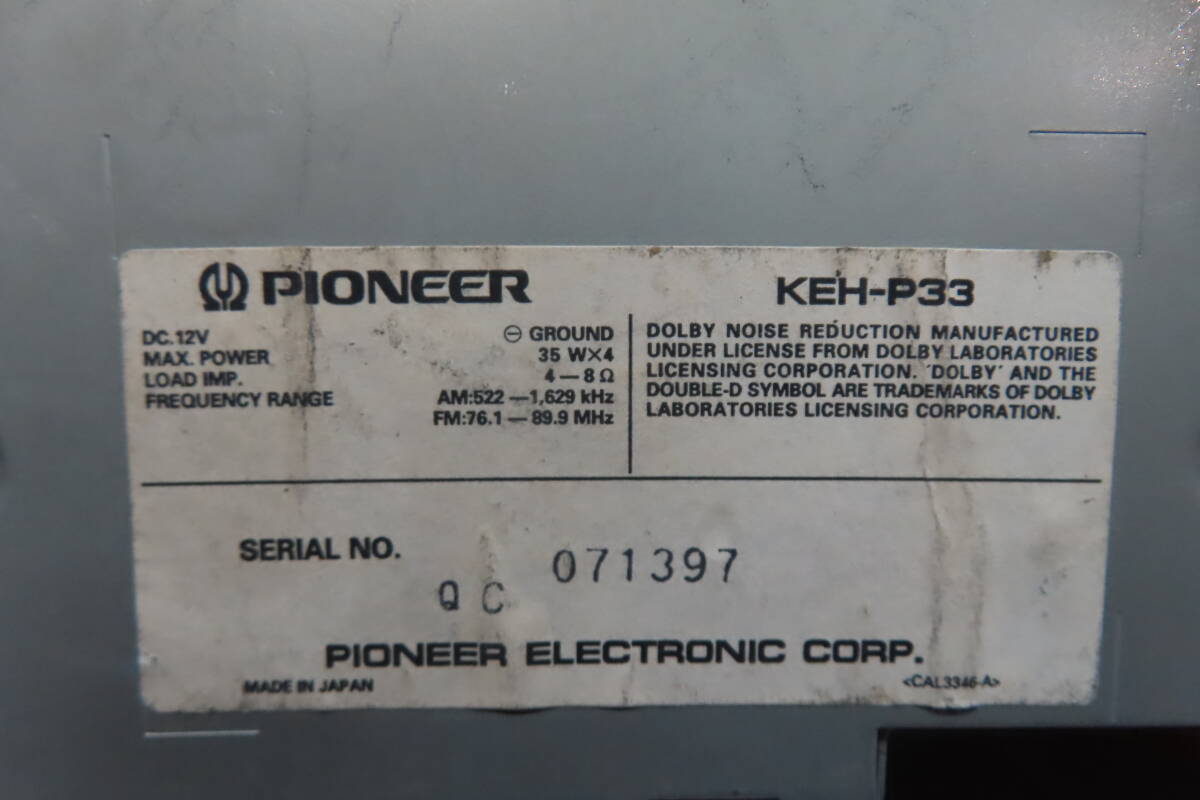 PIONEER
KEH-P33
DC.12V ⊖ GROUND
MAX. POWER 35 W×4
LOAD IMP. 4—8Ω
FREQUENCY RANGE AM:522—1,629 kHz
FM:76.1—89.9 MHz
DOLBY NOISE REDUCTION MANUFACTURED
UNDER LICENSE FROM DOLBY LABORATORIES
LICENSING CORPORATION. 'DOLBY' AND THE
DOUBLE-D SYMBOL ARE TRADEMARKS OF DOLBY
LABORATORIES LICENSING CORPORATION.
SERIAL NO. 071397
QC
PIONEER ELECTRONIC CORP.
MADE IN JAPAN <CAL3346-A>